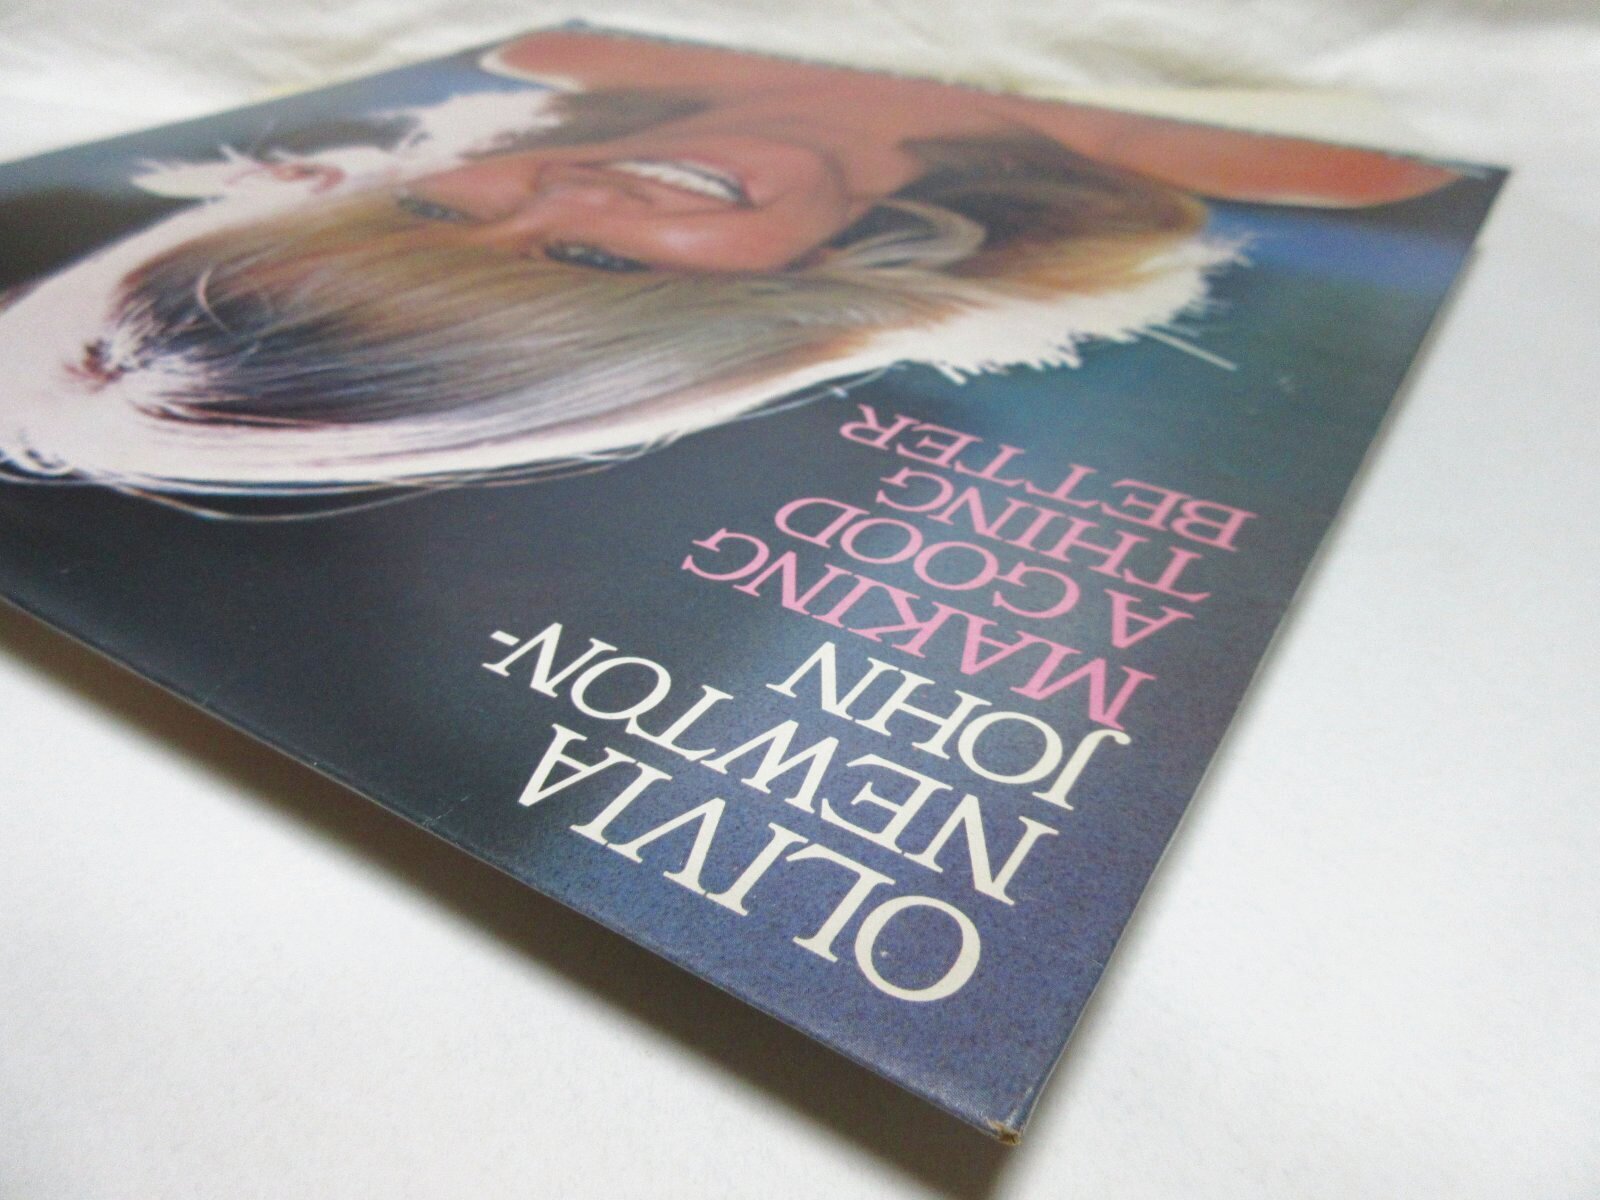 OLIVIA
NEWTON-
JOHN
MAKING
A GOOD
THING
BETTER